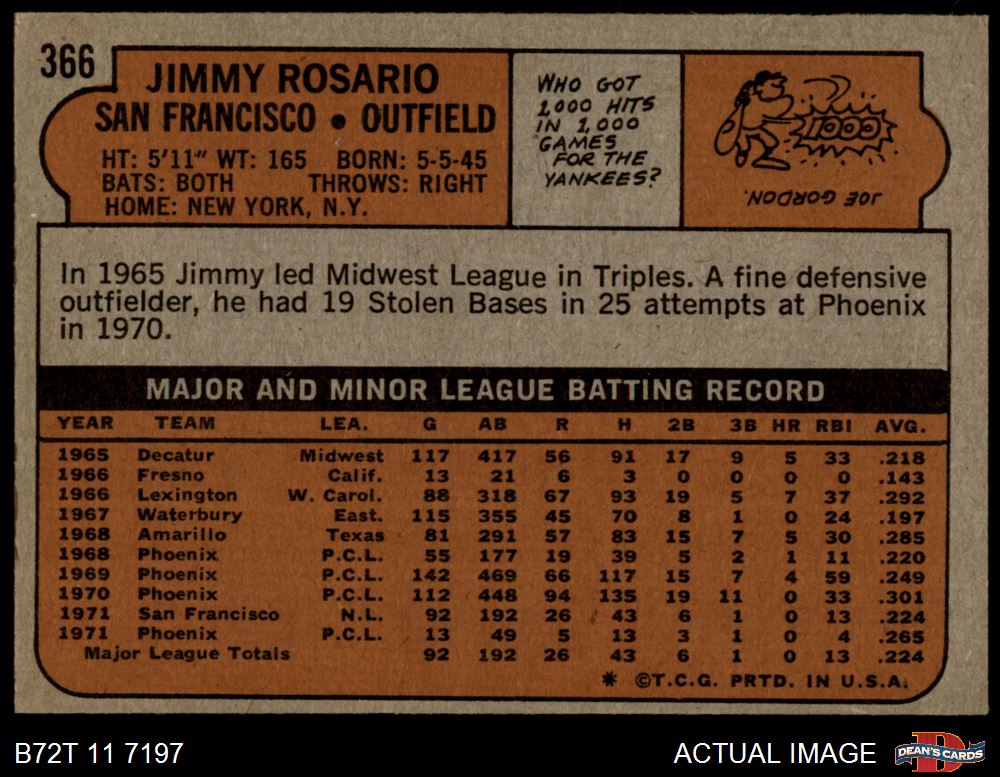 366
JIMMY ROSARIO
SAN FRANCISCO • OUTFIELD
HT: 5'11" WT: 165 BORN: 5-5-45
BATS: BOTH THROWS: RIGHT
HOME: NEW YORK, N.Y.
WHO GOT
1,000 HITS
IN 1,000
GAMES
FOR THE
YANKEES?
1000
JOE GORDON.
In 1965 Jimmy led Midwest League in Triples. A fine defensive
outfielder, he had 19 Stolen Bases in 25 attempts at Phoenix
in 1970.
MAJOR AND MINOR LEAGUE BATTING RECORD
YEAR TEAM LEA. G AB R H 2B 3B HR RBI AVG.
1965 Decatur Midwest 117 417 56 91 17 9 5 33 .218
1966 Fresno Calif. 13 21 6 3 0 0 0 0 .143
1966 Lexington W. Carol. 88 318 67 93 19 5 7 37 .292
1967 Waterbury East. 115 355 45 70 8 1 0 24 .197
1968 Amarillo Texas 81 291 57 83 15 7 5 30 .285
1968 Phoenix P.C.L. 55 177 19 39 5 2 1 11 .220
1969 Phoenix P.C.L. 142 469 66 117 15 7 4 59 .249
1970 Phoenix P.C.L. 112 448 94 135 19 11 0 33 .301
1971 San Francisco N.L. 92 192 26 43 6 1 0 13 .224
1971 Phoenix P.C.L. 13 49 5 13 3 1 0 4 .265
Major League Totals 92 192 26 43 6 1 0 13 .224
* ©T.C.G. PRTD. IN U.S.A.
B72T 11 7197
ACTUAL IMAGE
D
DEAN'S CARDS